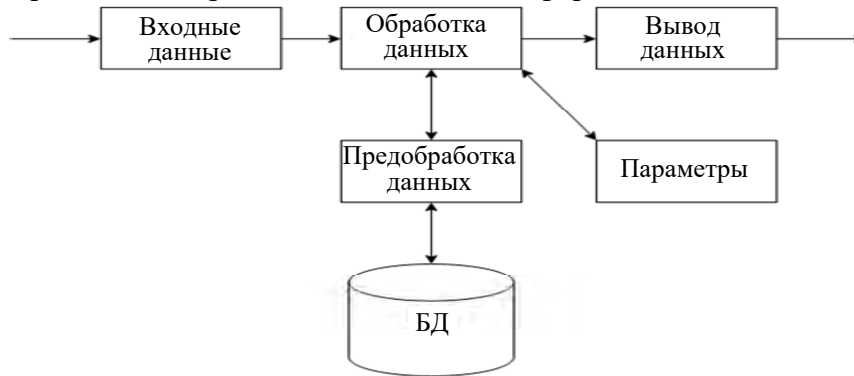 Входные
данные
Обработка
данных
Вывод
данных
Предобработка
данных
Параметры
БД